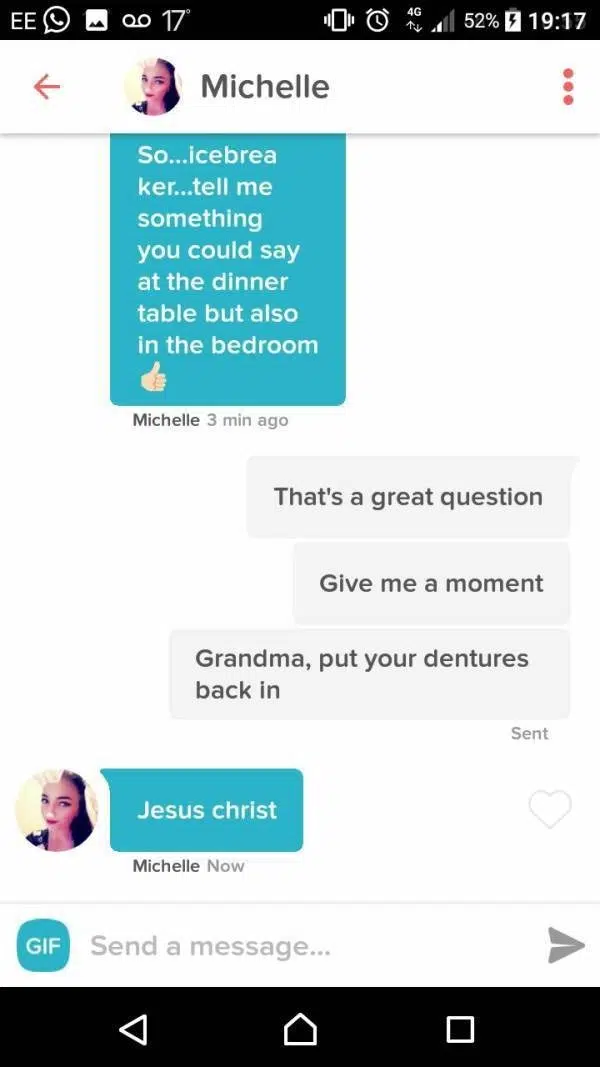 EE 17° 4G 52% 19:17
Michelle
So...icebrea
ker...tell me
something
you could say
at the dinner
table but also
in the bedroom
👍🏼
Michelle 3 min ago
That's a great question
Give me a moment
Grandma, put your dentures
back in
Sent
Jesus christ
Michelle Now
GIF Send a message...